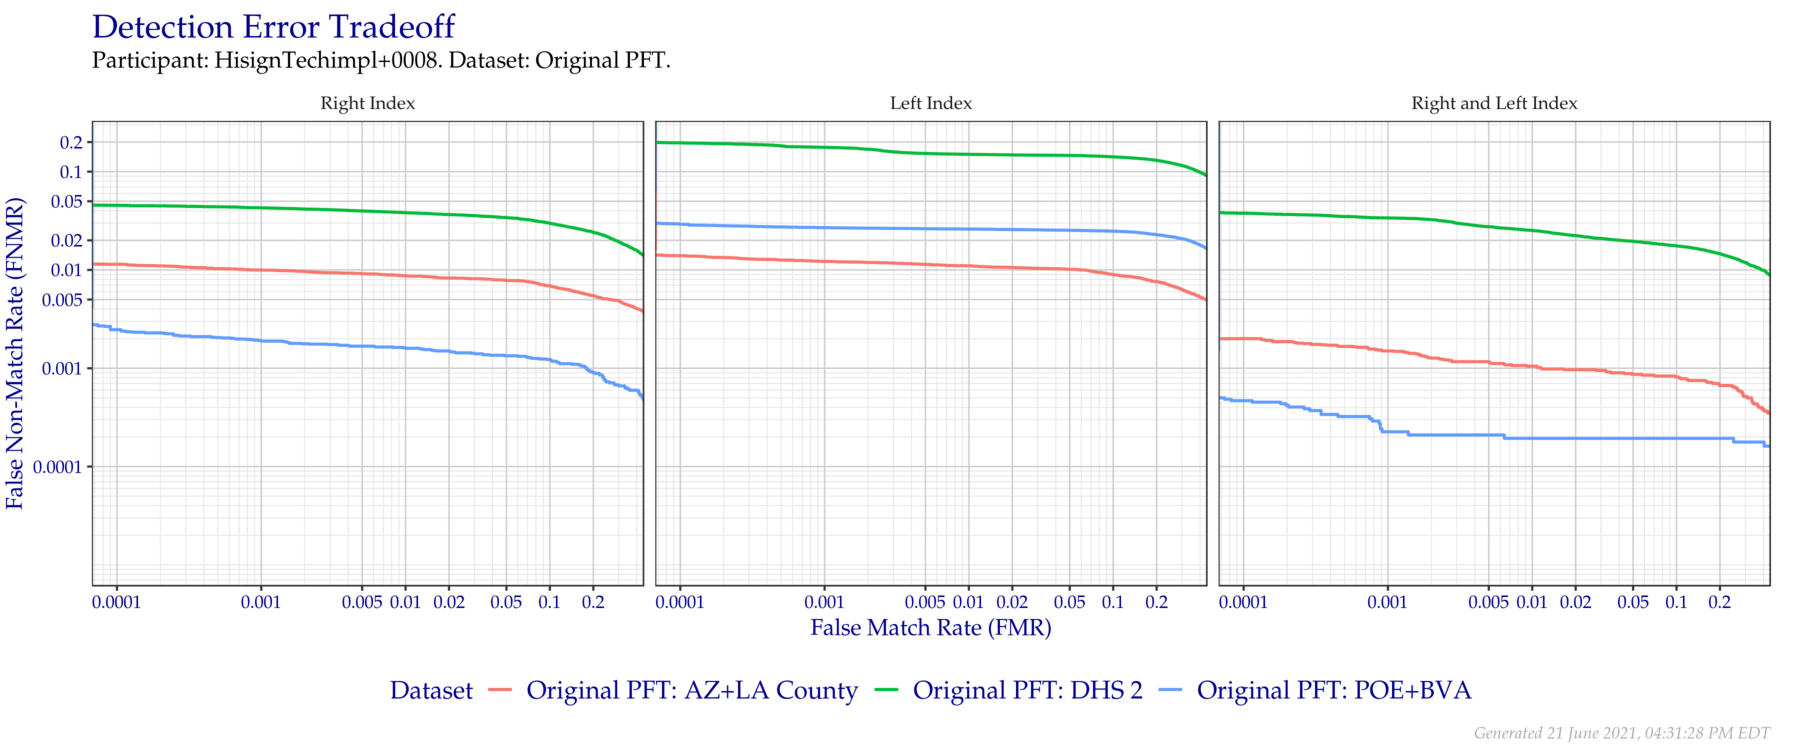 Detection Error Tradeoff
Participant: HisignTechimpl+0008. Dataset: Original PFT.
Right Index
Left Index
Right and Left Index
False Non-Match Rate (FNMR)
0.2
0.1
0.05
0.02
0.01
0.005
0.001
0.0001
0.0001 0.001 0.005 0.01 0.02 0.05 0.1 0.2
0.0001 0.001 0.005 0.01 0.02 0.05 0.1 0.2
0.0001 0.001 0.005 0.01 0.02 0.05 0.1 0.2
False Match Rate (FMR)
Dataset Original PFT: AZ+LA County Original PFT: DHS 2 Original PFT: POE+BVA
Generated 21 June 2021, 04:31:28 PM EDT